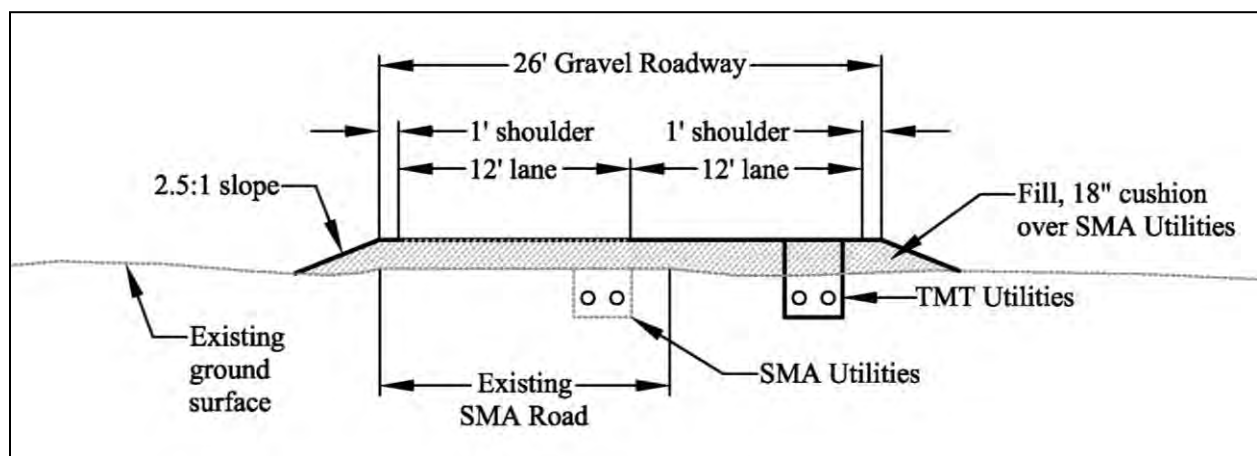 26' Gravel Roadway
1' shoulder
1' shoulder
12' lane
12' lane
2.5:1 slope
Fill, 18" cushion
over SMA Utilities
TMT Utilities
Existing
ground
surface
SMA Utilities
Existing
SMA Road